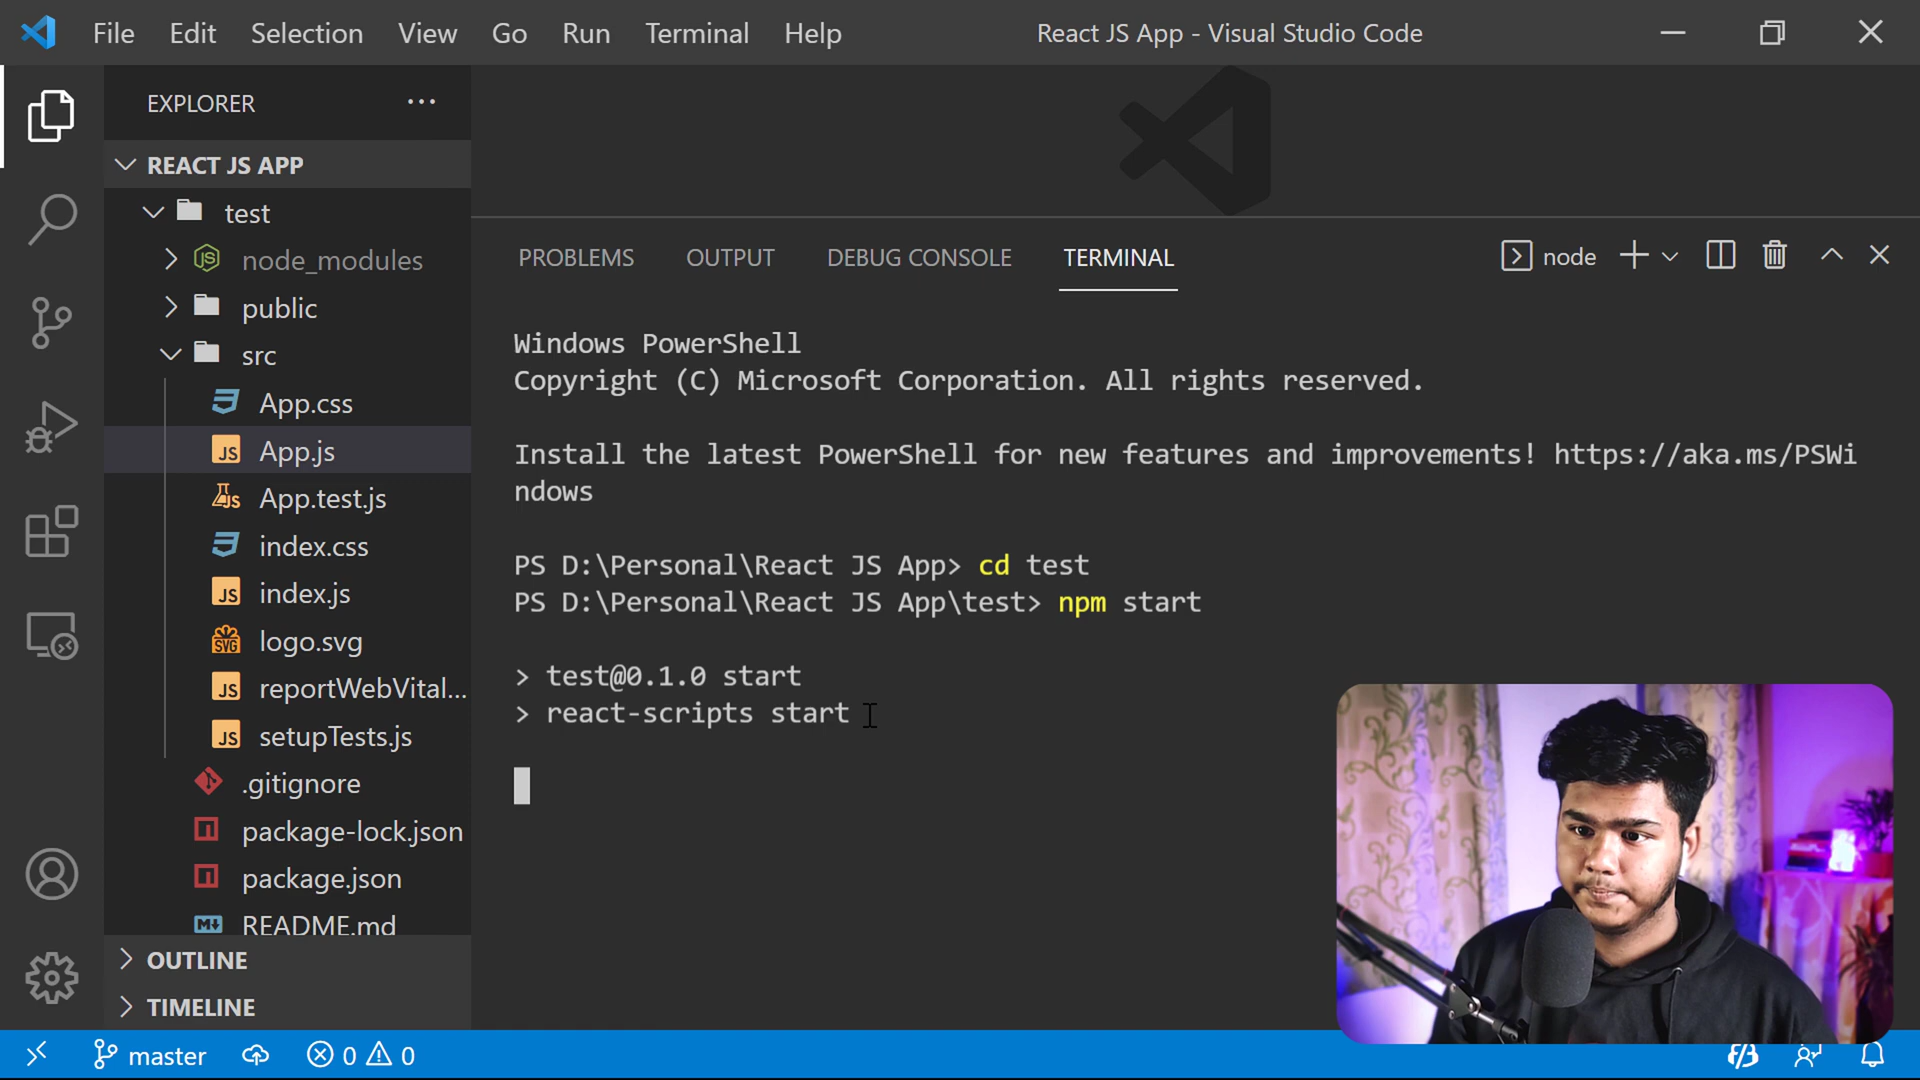 File Edit Selection View Go Run Terminal Help React JS App - Visual Studio Code
EXPLORER ...
REACT JS APP
test
node_modules
public
src
App.css
App.js
App.test.js
index.css
index.js
logo.svg
reportWebVital...
setupTests.js
.gitignore
package-lock.json
package.json
README.md
OUTLINE
TIMELINE
PROBLEMS OUTPUT DEBUG CONSOLE TERMINAL node
Windows PowerShell
Copyright (C) Microsoft Corporation. All rights reserved.
Install the latest PowerShell for new features and improvements! https://aka.ms/PSWi
ndows
PS D:\Personal\React JS App> cd test
PS D:\Personal\React JS App\test> npm start
> test@0.1.0 start
> react-scripts start
master 0 0